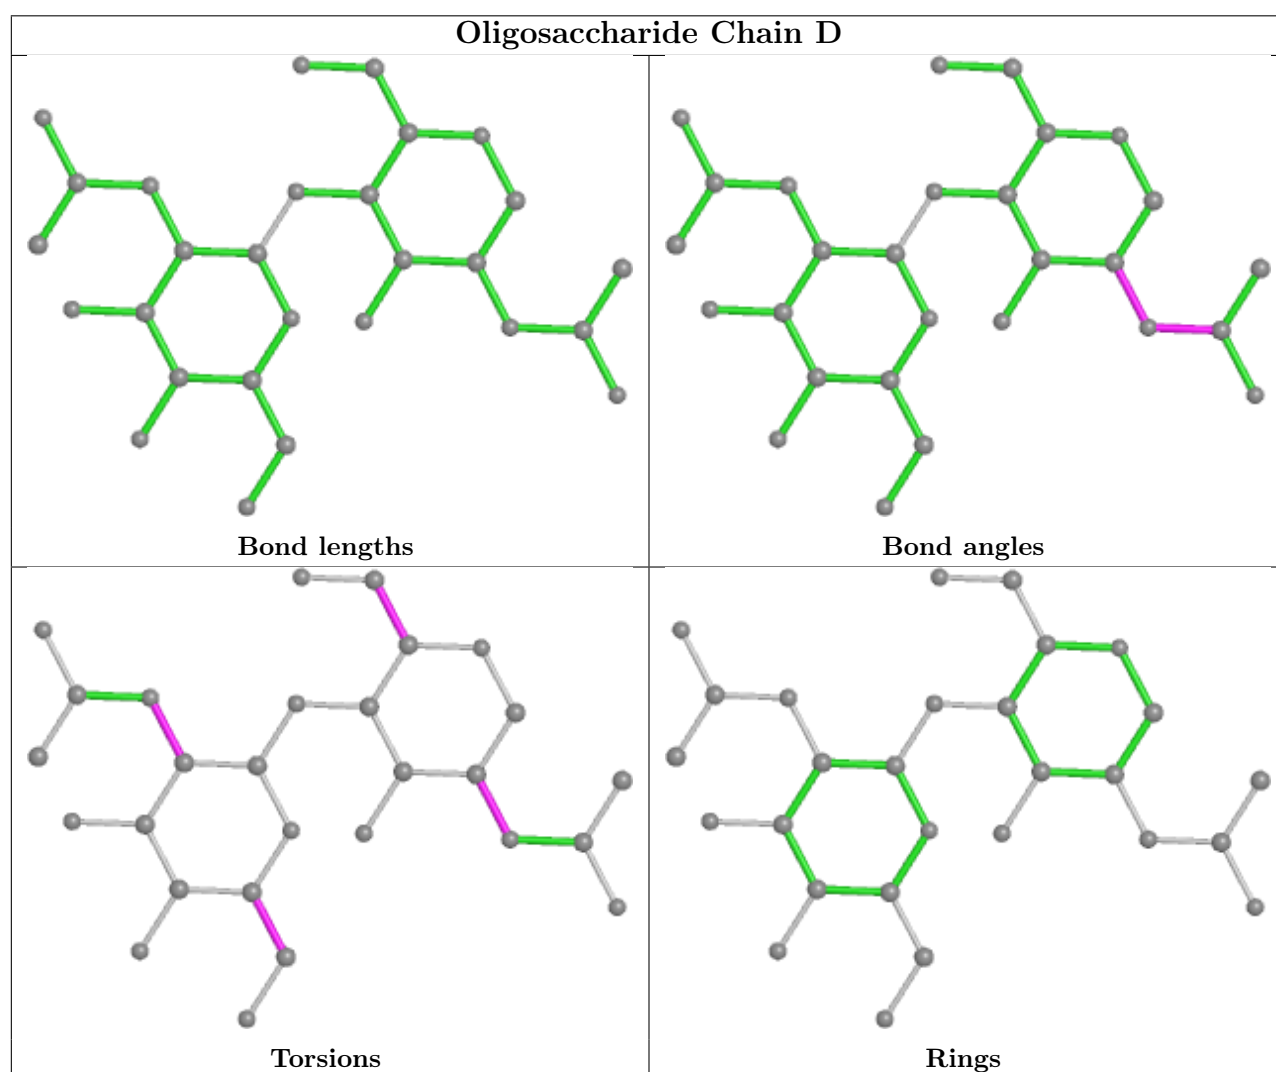 Oligosaccharide Chain D
Bond lengths
Bond angles
Torsions
Rings